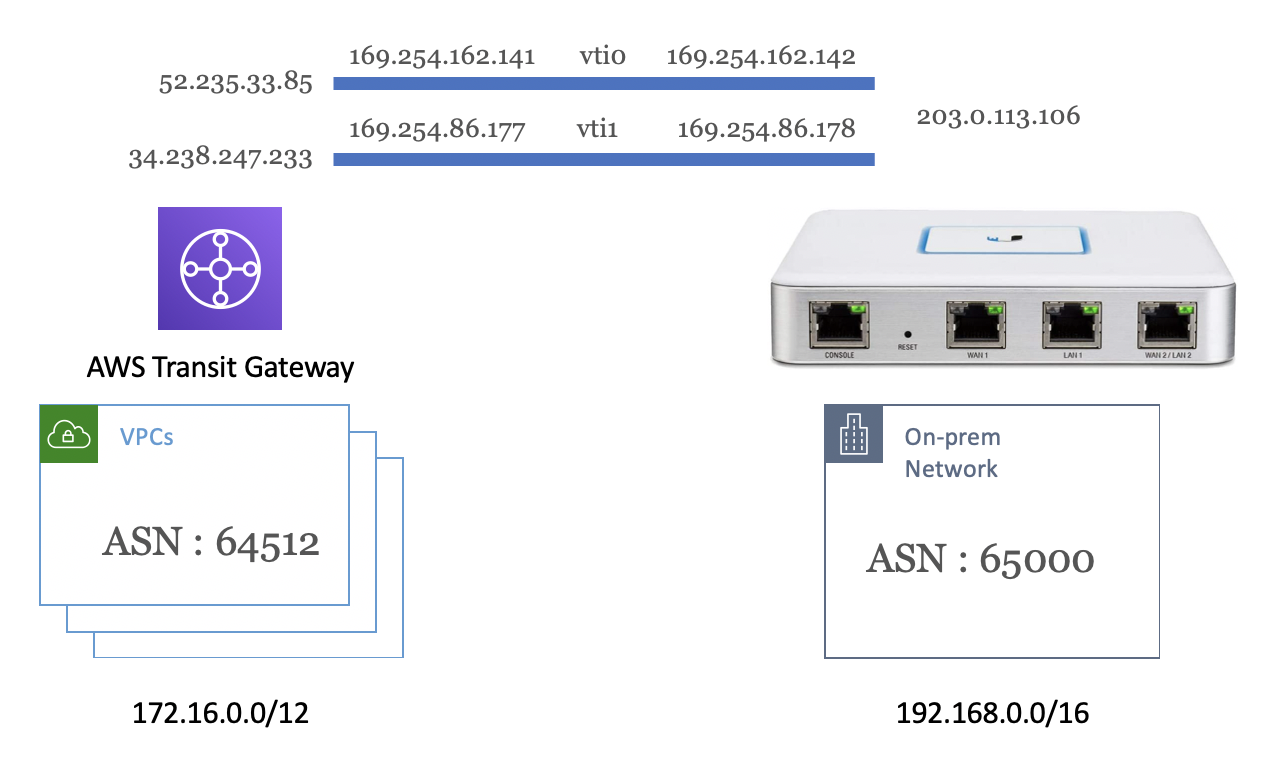 169.254.162.141 vti0 169.254.162.142
52.235.33.85
203.0.113.106
169.254.86.177 vti1 169.254.86.178
34.238.247.233
CONSOLE
RESET
WAN 1
LAN 1
WAN 2 / LAN 2
AWS Transit Gateway
VPCs
ASN : 64512
172.16.0.0/12
On-prem
Network
ASN : 65000
192.168.0.0/16